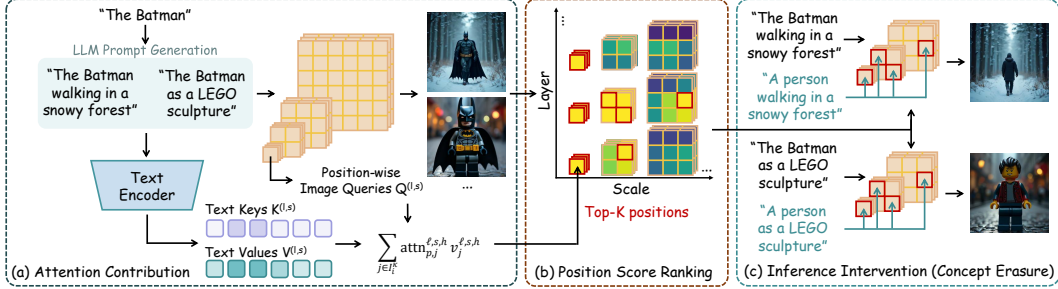 "The Batman"
LLM Prompt Generation
"The Batman
walking in a
snowy forest"
"The Batman
as a LEGO
sculpture"
Text
Encoder
Position-wise
Image Queries Q^(l,s)
...
Text Keys K^(l,s)
Text Values V^(l,s)
∑_{j∈I_i^κ} attn_{p,j}^{ℓ,s,h} v_j^{ℓ,s,h}
(a) Attention Contribution
...
Layer
...
Scale
Top-K positions
(b) Position Score Ranking
"The Batman
walking in a
snowy forest"
"A person
walking in a
snowy forest"
"The Batman
as a LEGO
sculpture"
"A person
as a LEGO
sculpture"
(c) Inference Intervention (Concept Erasure)